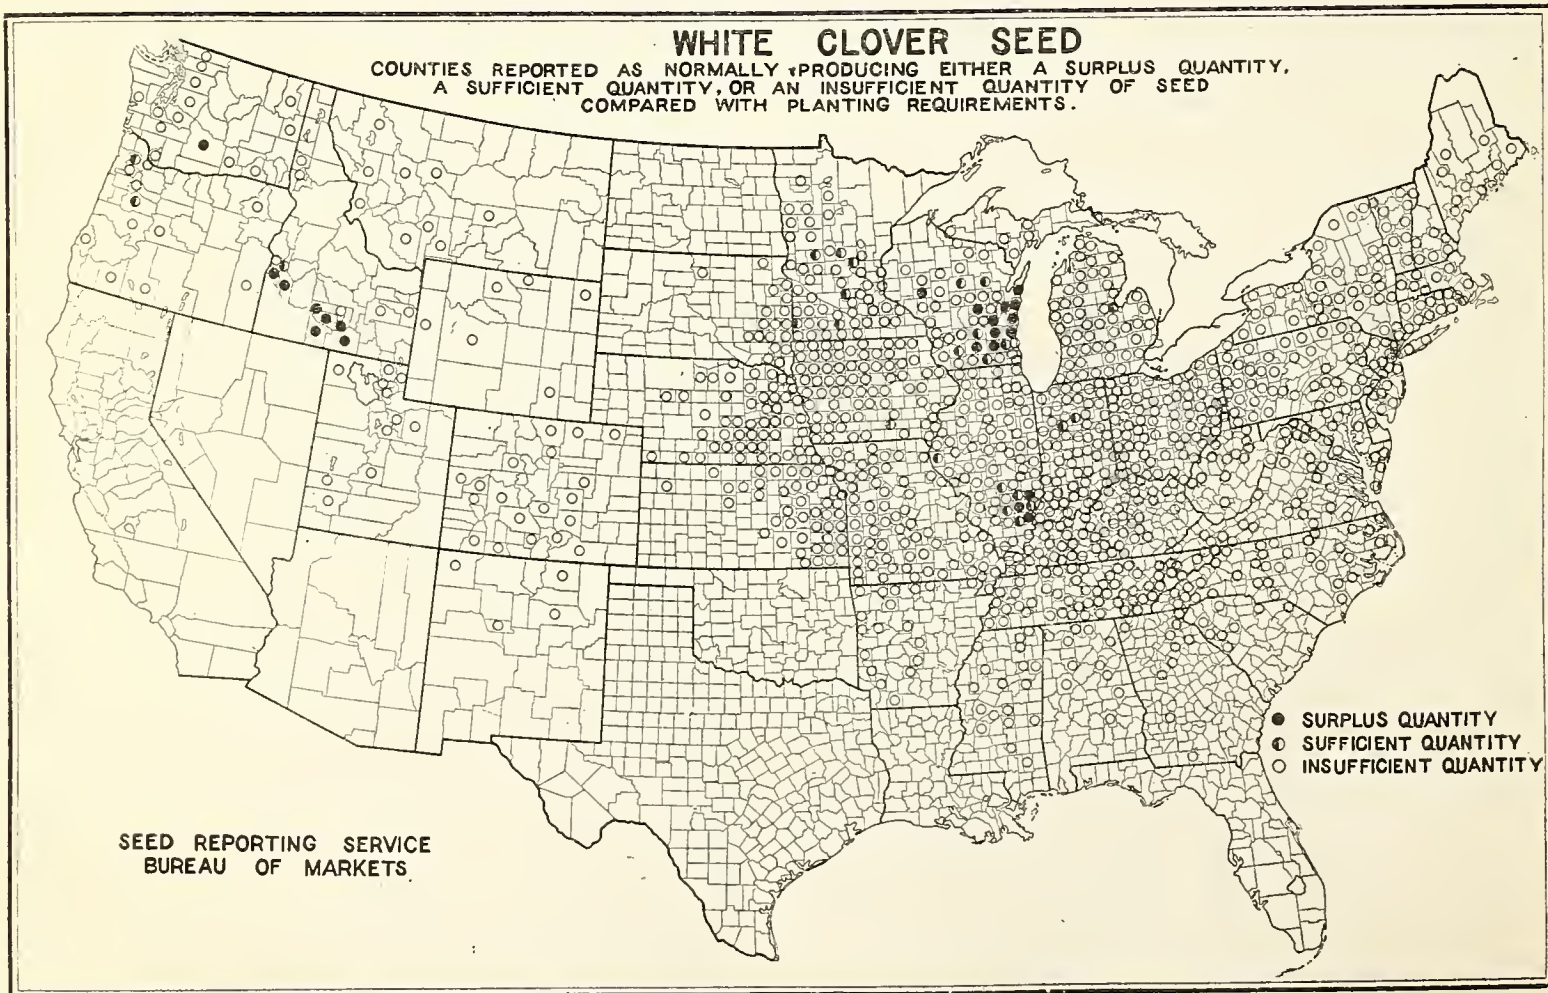 WHITE CLOVER SEED
COUNTIES REPORTED AS NORMALLY PRODUCING EITHER A SURPLUS QUANTITY,
A SUFFICIENT QUANTITY, OR AN INSUFFICIENT QUANTITY OF SEED
COMPARED WITH PLANTING REQUIREMENTS.
SURPLUS QUANTITY
SUFFICIENT QUANTITY
INSUFFICIENT QUANTITY
SEED REPORTING SERVICE
BUREAU OF MARKETS.